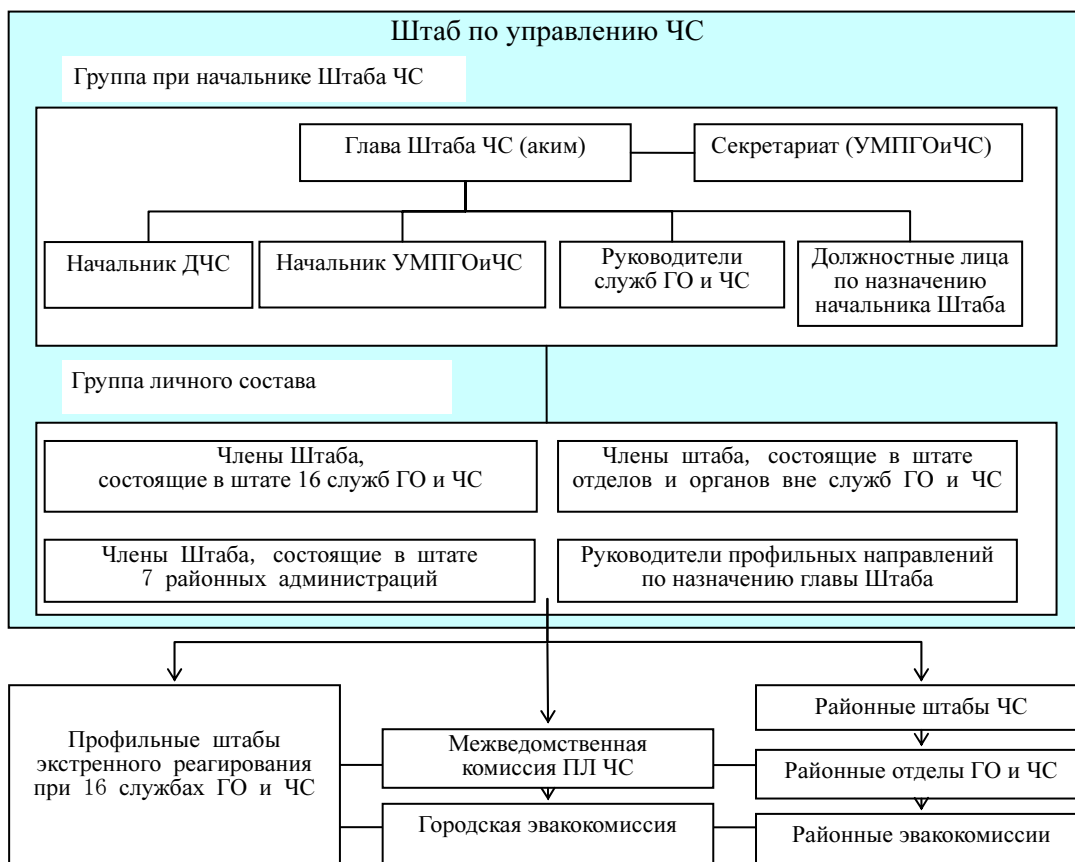 Штаб по управлению ЧС
Группа при начальнике Штаба ЧС
Глава Штаба ЧС (аким)
Секретариат (УМПГОиЧС)
Начальник ДЧС
Начальник УМПГОиЧС
Руководители
служб ГО и ЧС
Должностные лица
по назначению
начальника Штаба
Группа личного состава
Члены Штаба,
состоящие в штате 16 служб ГО и ЧС
Члены штаба, состоящие в штате
отделов и органов вне служб ГО и ЧС
Члены Штаба, состоящие в штате
7 районных администраций
Руководители профильных направлений
по назначению главы Штаба
Профильные штабы
экстренного реагирования
при 16 службах ГО и ЧС
Межведомственная
комиссия ПЛ ЧС
Городская эвакокомиссия
Районные штабы ЧС
Районные отделы ГО и ЧС
Районные эвакокомиссии